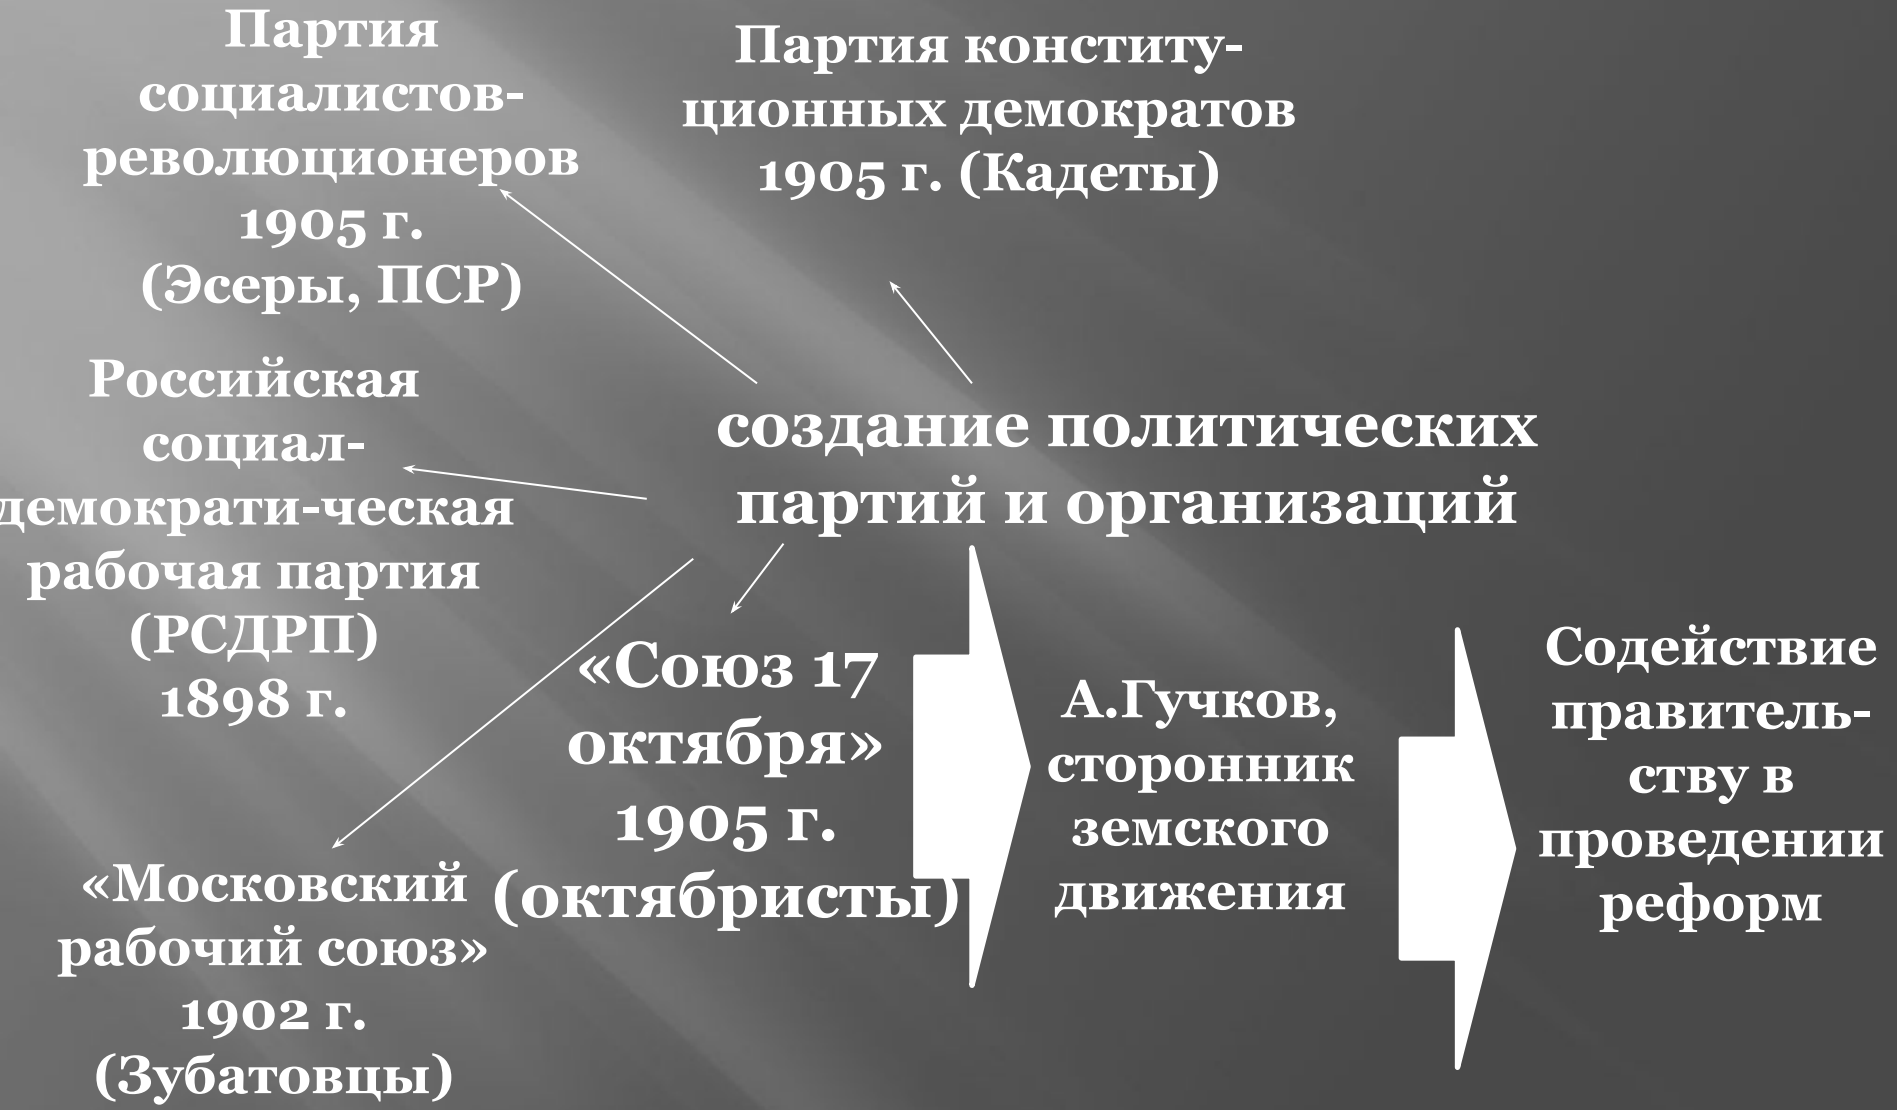 Партия
социалистов-
революционеров
1905 г.
(Эсеры, ПСР)
Партия конститу-
ционных демократов
1905 г. (Кадеты)
Российская
социал-
демократи-ческая
рабочая партия
(РСДРП)
1898 г.
создание политических
партий и организаций
«Союз 17
октября»
1905 г.
(октябристы)
А.Гучков,
сторонник
земского
движения
Содействие
правитель-
ству в
проведении
реформ
«Московский
рабочий союз»
1902 г.
(Зубатовцы)